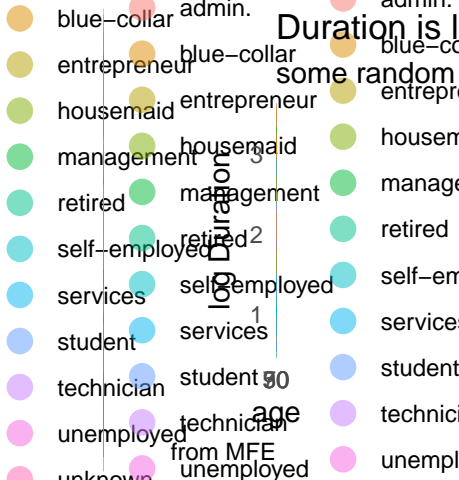 blue–collar
entrepreneur
housemaid
management
retired
self–employed
services
student
technician
unemployed
unknown
admin.
blue–collar
entrepreneur
housemaid
management
retired
self–employed
services
student
technician
unemployed
Duration is l
some random
log Duration
3
2
1
age
from MFE
admin.
blue–co
entrepre
housem
manage
retired
self–em
services
student
technici
unempl